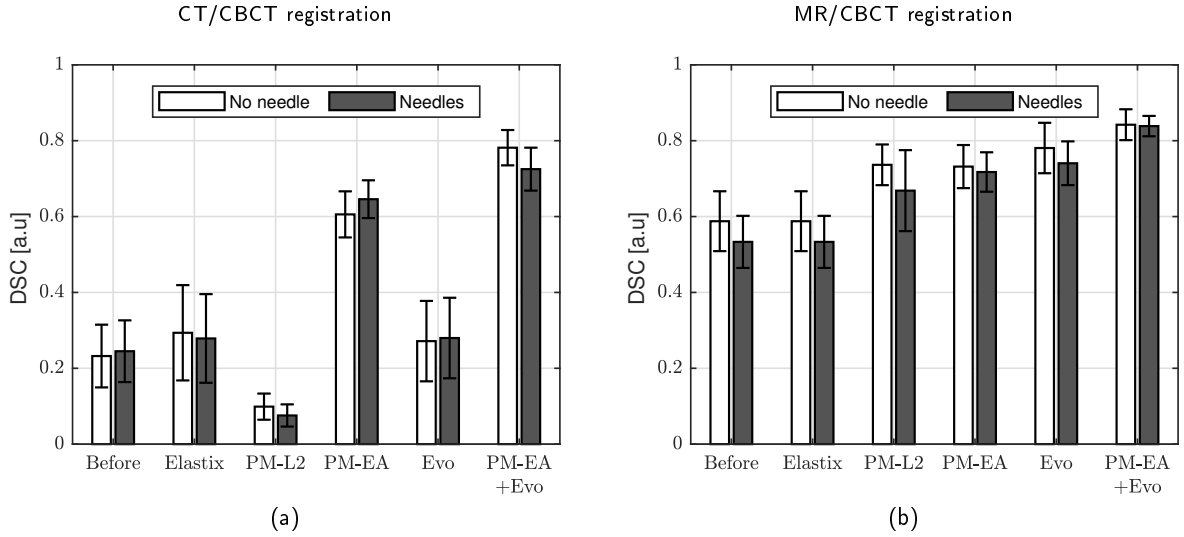 CT/CBCT registration
1
No needle Needles
0.8
0.6
DSC [a.u]
0.4
0.2
0
Before Elastix PM-L2 PM-EA Evo PM-EA
+Evo
(a)
MR/CBCT registration
1
No needle Needles
0.8
0.6
DSC [a.u]
0.4
0.2
0
Before Elastix PM-L2 PM-EA Evo PM-EA
+Evo
(b)